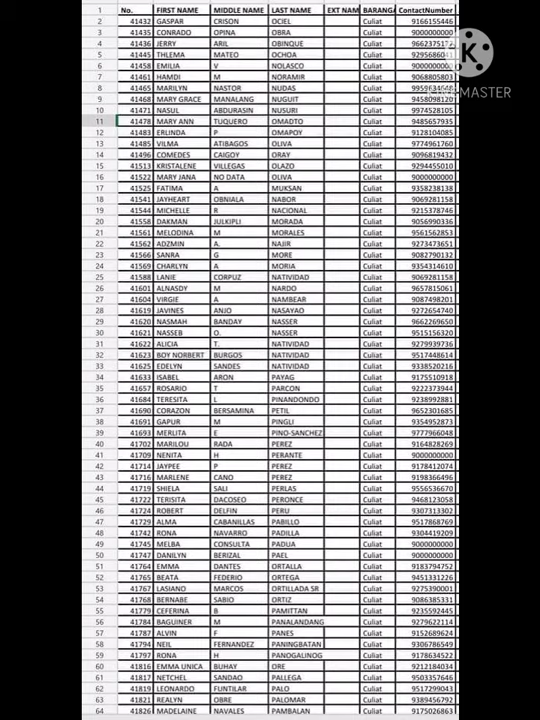 1 No. FIRST NAME MIDDLE NAME LAST NAME EXT NAM BARANGA ContactNumber
2 41432 GASPAR CRISON OCIEL Culiat 9166155446
3 41435 CONRADO OPINA OBRA Culiat 9000000000
4 41436 JERRY ARIL OBINQUE Culiat
5 41445 THLEMA MATEO OCHOA Culiat
6 41458 EMILIA V NOLASCO Culiat
7 41461 HAMDI M NORAMIR Culiat 9068805803
8 41465 MARILYN NASTOR NUDAS Culiat
9 41468 MARY GRACE MANALANG NUGUIT Culiat 9458098120
10 41471 NASUL ABDURASIN NUSURI Culiat 9974528105
11 41478 MARY ANN TUQUERO OMADTO Culiat 9485657935
12 41483 ERLINDA P OMAPOY Culiat 9128104085
13 41485 VILMA ATIBAGOS OLIVA Culiat 9774961760
14 41496 COMEDES CAIGOY ORAY Culiat 9096819432
15 41513 KRISTALENE VILLEGAS OLAZO Culiat 9294455010
16 41522 MARY JANA NO DATA OLIVA Culiat 9000000000
17 41525 FATIMA A MUKSAN Culiat 9358238138
18 41541 JAYHEART OBNIALA NABOR Culiat 9069281158
19 41544 MICHELLE R NACIONAL Culiat 9215378746
20 41558 DAKMAN JULKIPLI MORADA Culiat 9056990336
21 41561 MELODINA M MORALES Culiat 9561562853
22 41562 ADZMIN A. NAJIR Culiat 9273473651
23 41566 SANRA G MORE Culiat 9082790132
24 41569 CHARLYN A MORIA Culiat 9354314610
25 41588 LANIE CORPUZ NATIVIDAD Culiat 9069281158
26 41601 ALNASDY M NARDO Culiat 9657815061
27 41604 VIRGIE A NAMBEAR Culiat 9087498201
28 41619 JAVINES ANJO NASAYAO Culiat 9272654740
29 41620 NASMAH BANDAY NASSER Culiat 9662269650
30 41621 NASSEB O. NASSER Culiat 9515156320
31 41622 ALICIA T. NATIVIDAD Culiat 9279939736
32 41623 BOY NORBERT BURGOS NATIVIDAD Culiat 9517448614
33 41625 EDELYN SANDES NATIVIDAD Culiat 9338520216
34 41633 ISABEL ARON PAYAG Culiat 9175510918
35 41657 ROSARIO T PARCON Culiat 9222373944
36 41684 TERESITA L PINANDONDO Culiat 9238992881
37 41690 CORAZON BERSAMINA PETIL Culiat 9652301685
38 41691 GAPUR M PINGLI Culiat 9354952873
39 41693 MERLITA E PINO-SANCHEZ Culiat 9777966048
40 41702 MARILOU RADA PEREZ Culiat 9164828269
41 41709 NENITA H PERANTE Culiat 9000000000
42 41714 JAYPEE P PEREZ Culiat 9178412074
43 41716 MARLENE CANO PEREZ Culiat 9198366496
44 41719 SHIELA SALI PERLAS Culiat 9556536670
45 41722 TERISITA DACOSEO PERONCE Culiat 9468123058
46 41724 ROBERT DELFIN PERU Culiat 9307313302
47 41729 ALMA CABANILLAS PABILLO Culiat 9517868769
48 41742 RONA NAVARRO PADILLA Culiat 9304419209
49 41745 MELBA CONSULTA PADUA Culiat 9000000000
50 41747 DANILYN BERIZAL PAEL Culiat 9000000000
51 41764 EMMA DANTES ORTALLA Culiat 9183794752
52 41765 BEATA FEDERIO ORTEGA Culiat 9451331226
53 41767 LASIANO MARCOS ORTILLADA SR Culiat 9275390001
54 41768 BERNABE SABIO ORTIZ Culiat 9086385331
55 41779 CEFERINA B PAMITTAN Culiat 9235592445
56 41784 BAGUINER M PANALANDANG Culiat 9279622114
57 41787 ALVIN F PANES Culiat 9152689624
58 41794 NEIL FERNANDEZ PANINGBATAN Culiat 9306786549
59 41797 RONA H PANOGALINOG Culiat 9178634522
60 41816 EMMA UNICA BUHAY ORE Culiat 9212184034
61 41817 NETCHEL SANDAO PALLEGA Culiat 9503357646
62 41819 LEONARDO FUNTILAR PALO Culiat 9517299043
63 41821 REALYN OBRE PALOMAR Culiat 9389456792
64 41826 MADELAINE NAVALES PAMBALAN Culiat 9175026863
K
MASTER